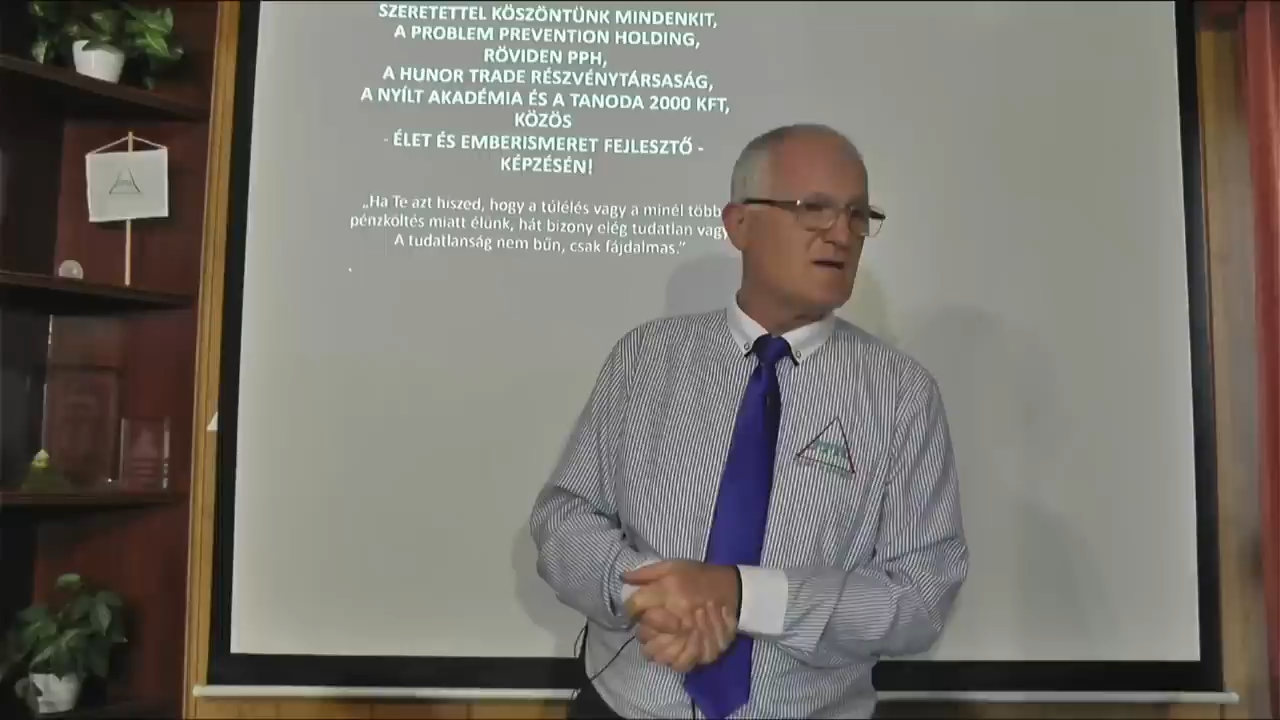 SZERETETTEL KÖSZÖNTÜNK MINDENKIT,
A PROBLEM PREVENTION HOLDING,
RÖVIDEN PPH,
A HUNOR TRADE RÉSZVÉNYTÁRSASÁG,
A NYÍLT AKADÉMIA ÉS A TANODA 2000 KFT,
KÖZÖS
- ÉLET ÉS EMBERISMERET FEJLESZTŐ -
KÉPZÉSÉN!
„Ha Te azt hiszed, hogy a túlélés vagy a minél több
pénzköltés miatt élünk, hát bizony elég tudatlan vagy
A tudatlanság nem bűn, csak fájdalmas.”